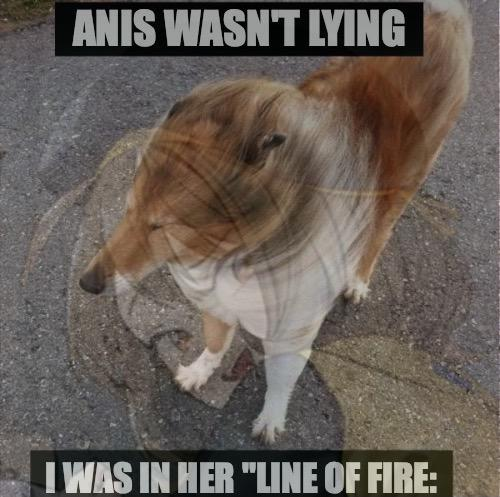 ANIS WASN'T LYING
I WAS IN HER "LINE OF FIRE: